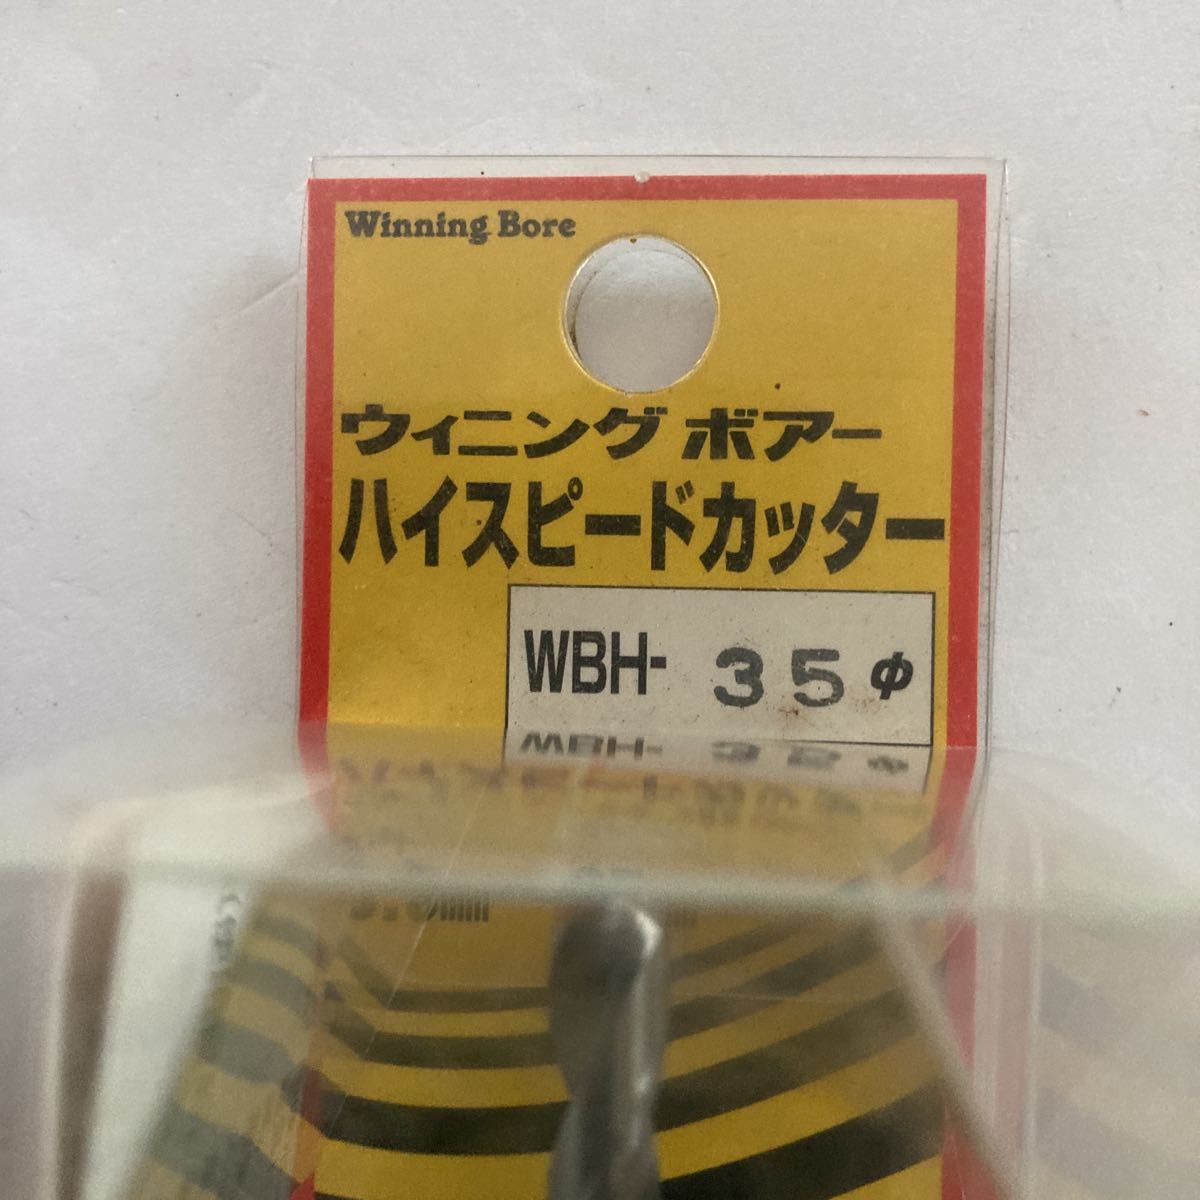 Winning Bore
ウィニング ボアー
ハイスピードカッター
WBH- 35φ